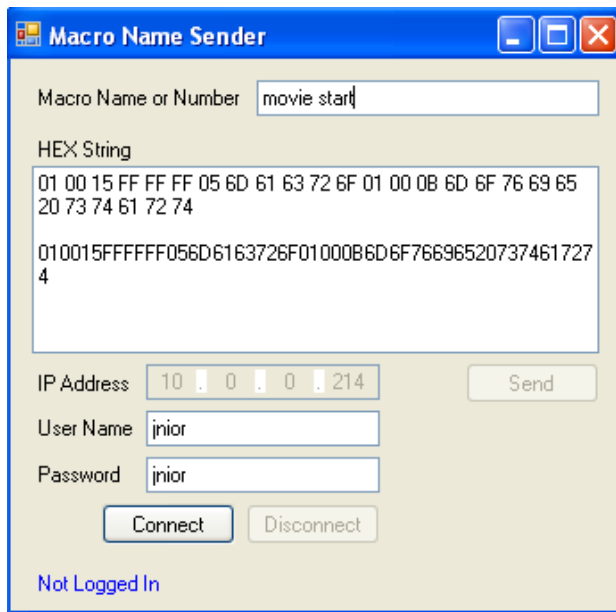 Macro Name Sender
Macro Name or Number movie start
HEX String
01 00 15 FF FF FF 05 6D 61 63 72 6F 01 00 0B 6D 6F 76 69 65
20 73 74 61 72 74
010015FFFFFF056D6163726F01000B6D6F76696520737461727
4
IP Address 10 . 0 . 0 . 214 Send
User Name jnior
Password jnior
Connect Disconnect
Not Logged In